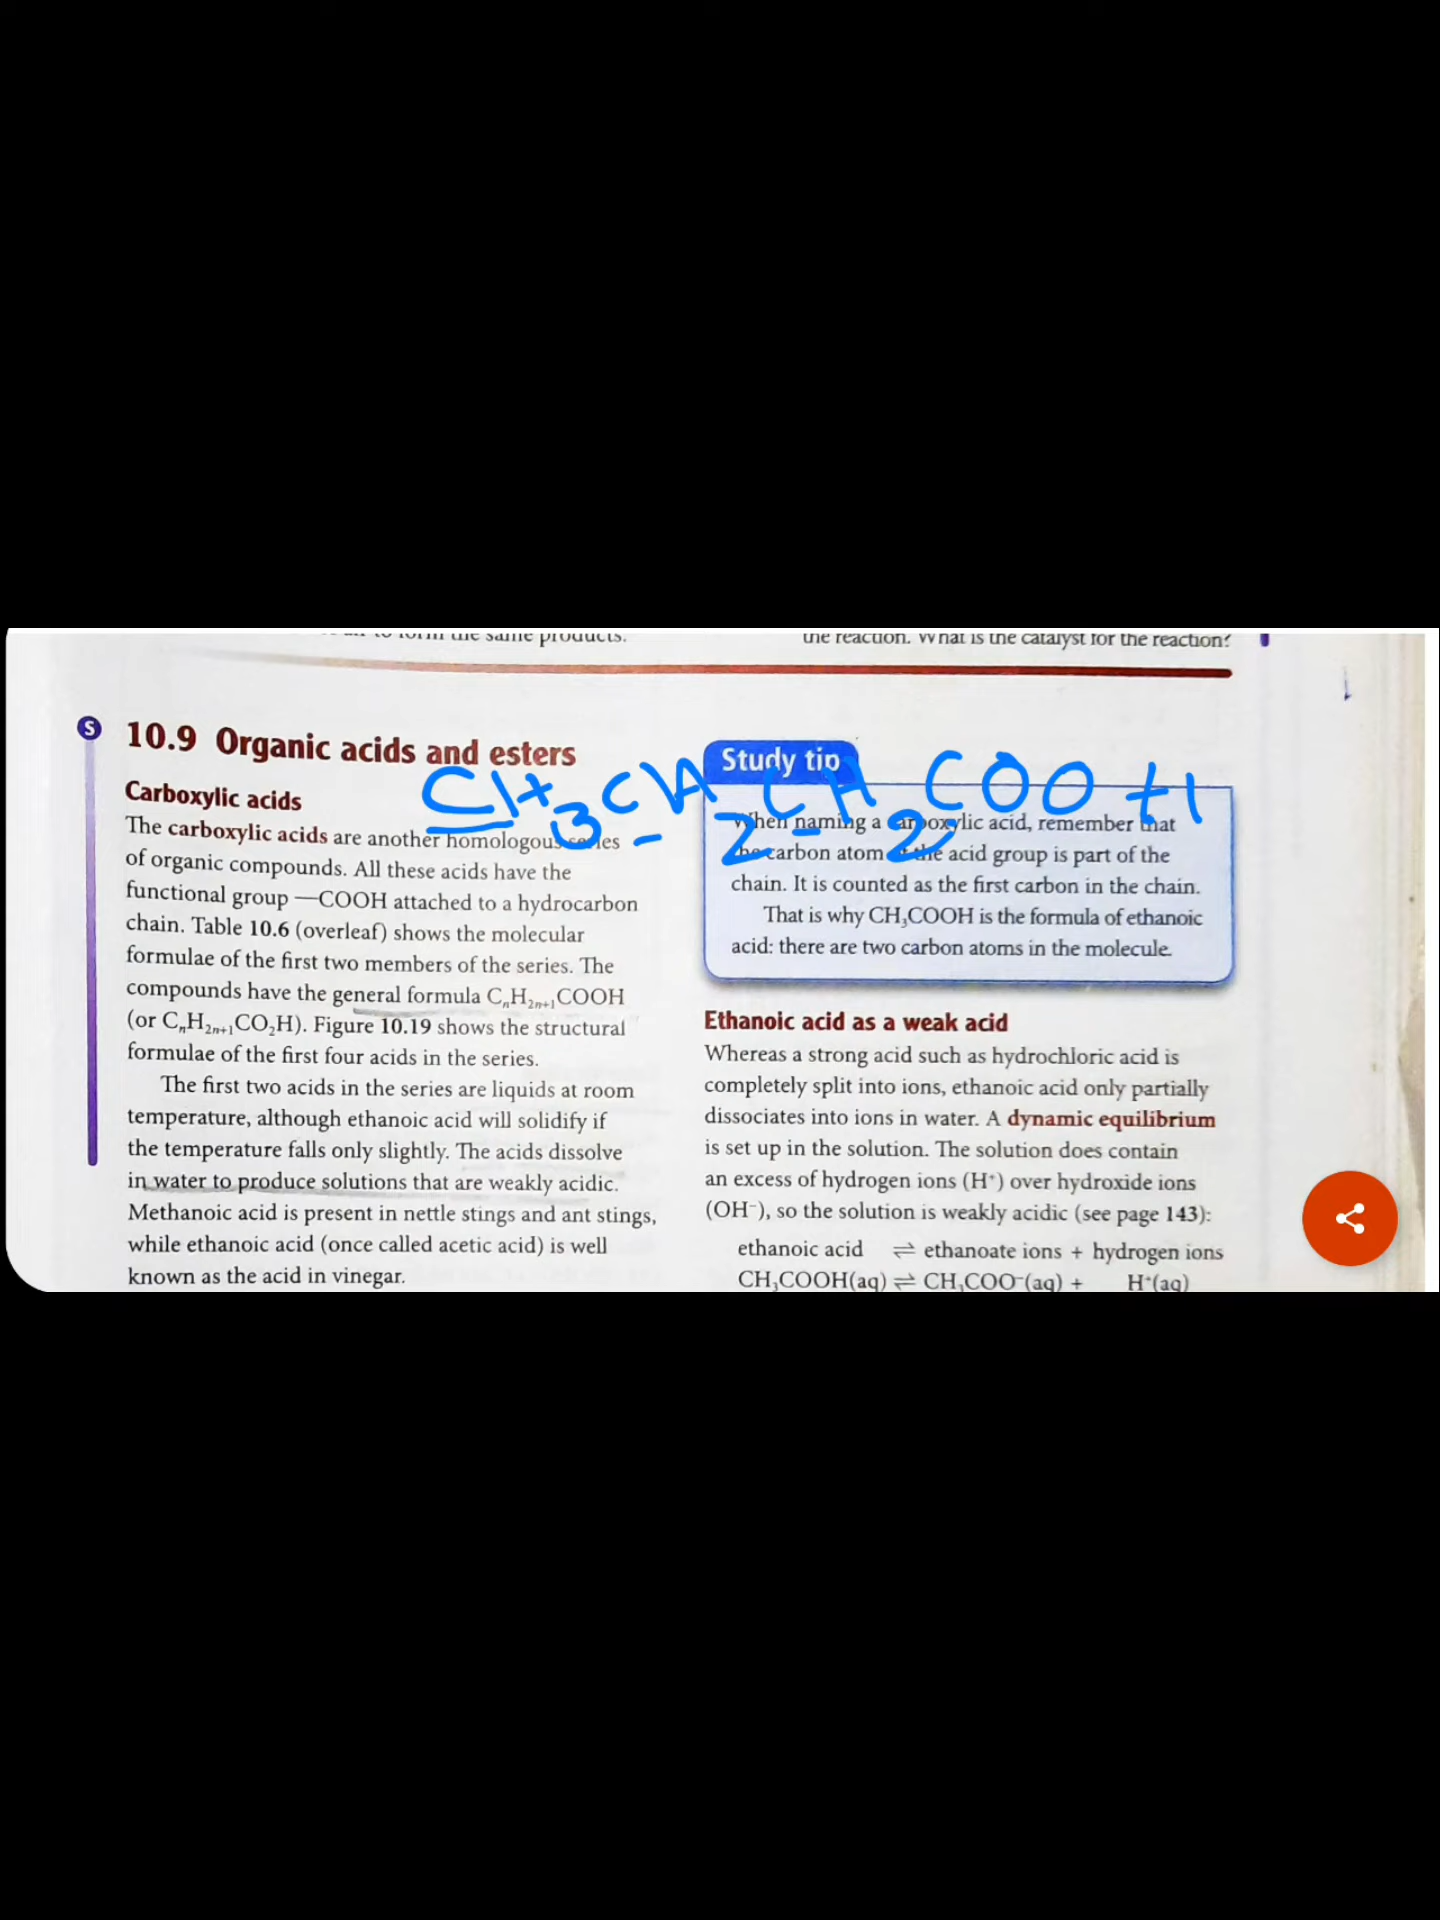 the same products.
the reaction. What is the catalyst for the reaction?
S
10.9 Organic acids and esters
CH3CH2CH2COOH
Carboxylic acids
The carboxylic acids are another homologous series
of organic compounds. All these acids have the
functional group —COOH attached to a hydrocarbon
chain. Table 10.6 (overleaf) shows the molecular
formulae of the first two members of the series. The
compounds have the general formula CₙH₂ₙ₊₁COOH
(or CₙH₂ₙ₊₁CO₂H). Figure 10.19 shows the structural
formulae of the first four acids in the series.
The first two acids in the series are liquids at room
temperature, although ethanoic acid will solidify if
the temperature falls only slightly. The acids dissolve
in water to produce solutions that are weakly acidic.
Methanoic acid is present in nettle stings and ant stings,
while ethanoic acid (once called acetic acid) is well
known as the acid in vinegar.
Study tip
When naming a carboxylic acid, remember that
the carbon atom of the acid group is part of the
chain. It is counted as the first carbon in the chain.
That is why CH₃COOH is the formula of ethanoic
acid: there are two carbon atoms in the molecule.
Ethanoic acid as a weak acid
Whereas a strong acid such as hydrochloric acid is
completely split into ions, ethanoic acid only partially
dissociates into ions in water. A dynamic equilibrium
is set up in the solution. The solution does contain
an excess of hydrogen ions (H⁺) over hydroxide ions
(OH⁻), so the solution is weakly acidic (see page 143):
ethanoic acid ⇌ ethanoate ions + hydrogen ions
CH₃COOH(aq) ⇌ CH₃COO⁻(aq) + H⁺(aq)